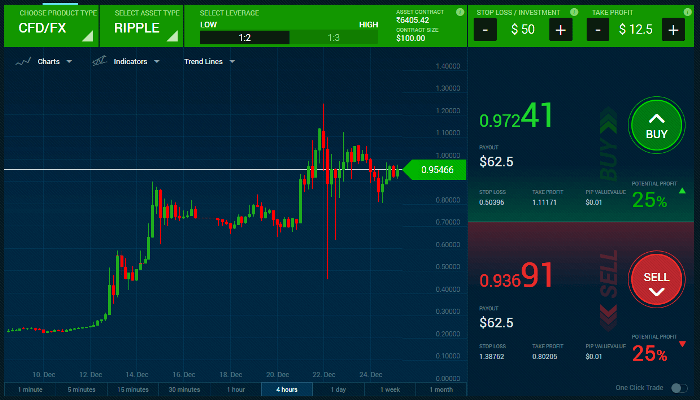 CHOOSE PRODUCT TYPE
CFD/FX
SELECT ASSET TYPE
RIPPLE
SELECT LEVERAGE
LOW HIGH
1:2 1:3
ASSET CONTRACT
₹6405.42
CONTRACT SIZE
$100.00
STOP LOSS / INVESTMENT
- $ 50 +
TAKE PROFIT
- $ 12.5 +
Charts Indicators Trend Lines
1.40000
1.30000
1.20000
1.10000
1.00000
0.95466
0.80000
0.70000
0.60000
0.50000
0.40000
0.30000
0.20000
0.10000
0.00000
10. Dec 12. Dec 14. Dec 16. Dec 18. Dec 20. Dec 22. Dec 24. Dec
1 minute 5 minutes 15 minutes 30 minutes 1 hour 4 hours 1 day 1 week 1 month
0.97241
BUY
BUY
PAYOUT
$62.5
STOP LOSS TAKE PROFIT PIP VALUEVALUE POTENTIAL PROFIT
0.50396 1.11171 $0.01 25%
0.93691
SELL
SELL
PAYOUT
$62.5
STOP LOSS TAKE PROFIT PIP VALUEVALUE POTENTIAL PROFIT
1.38762 0.80205 $0.01 25%
One Click Trade